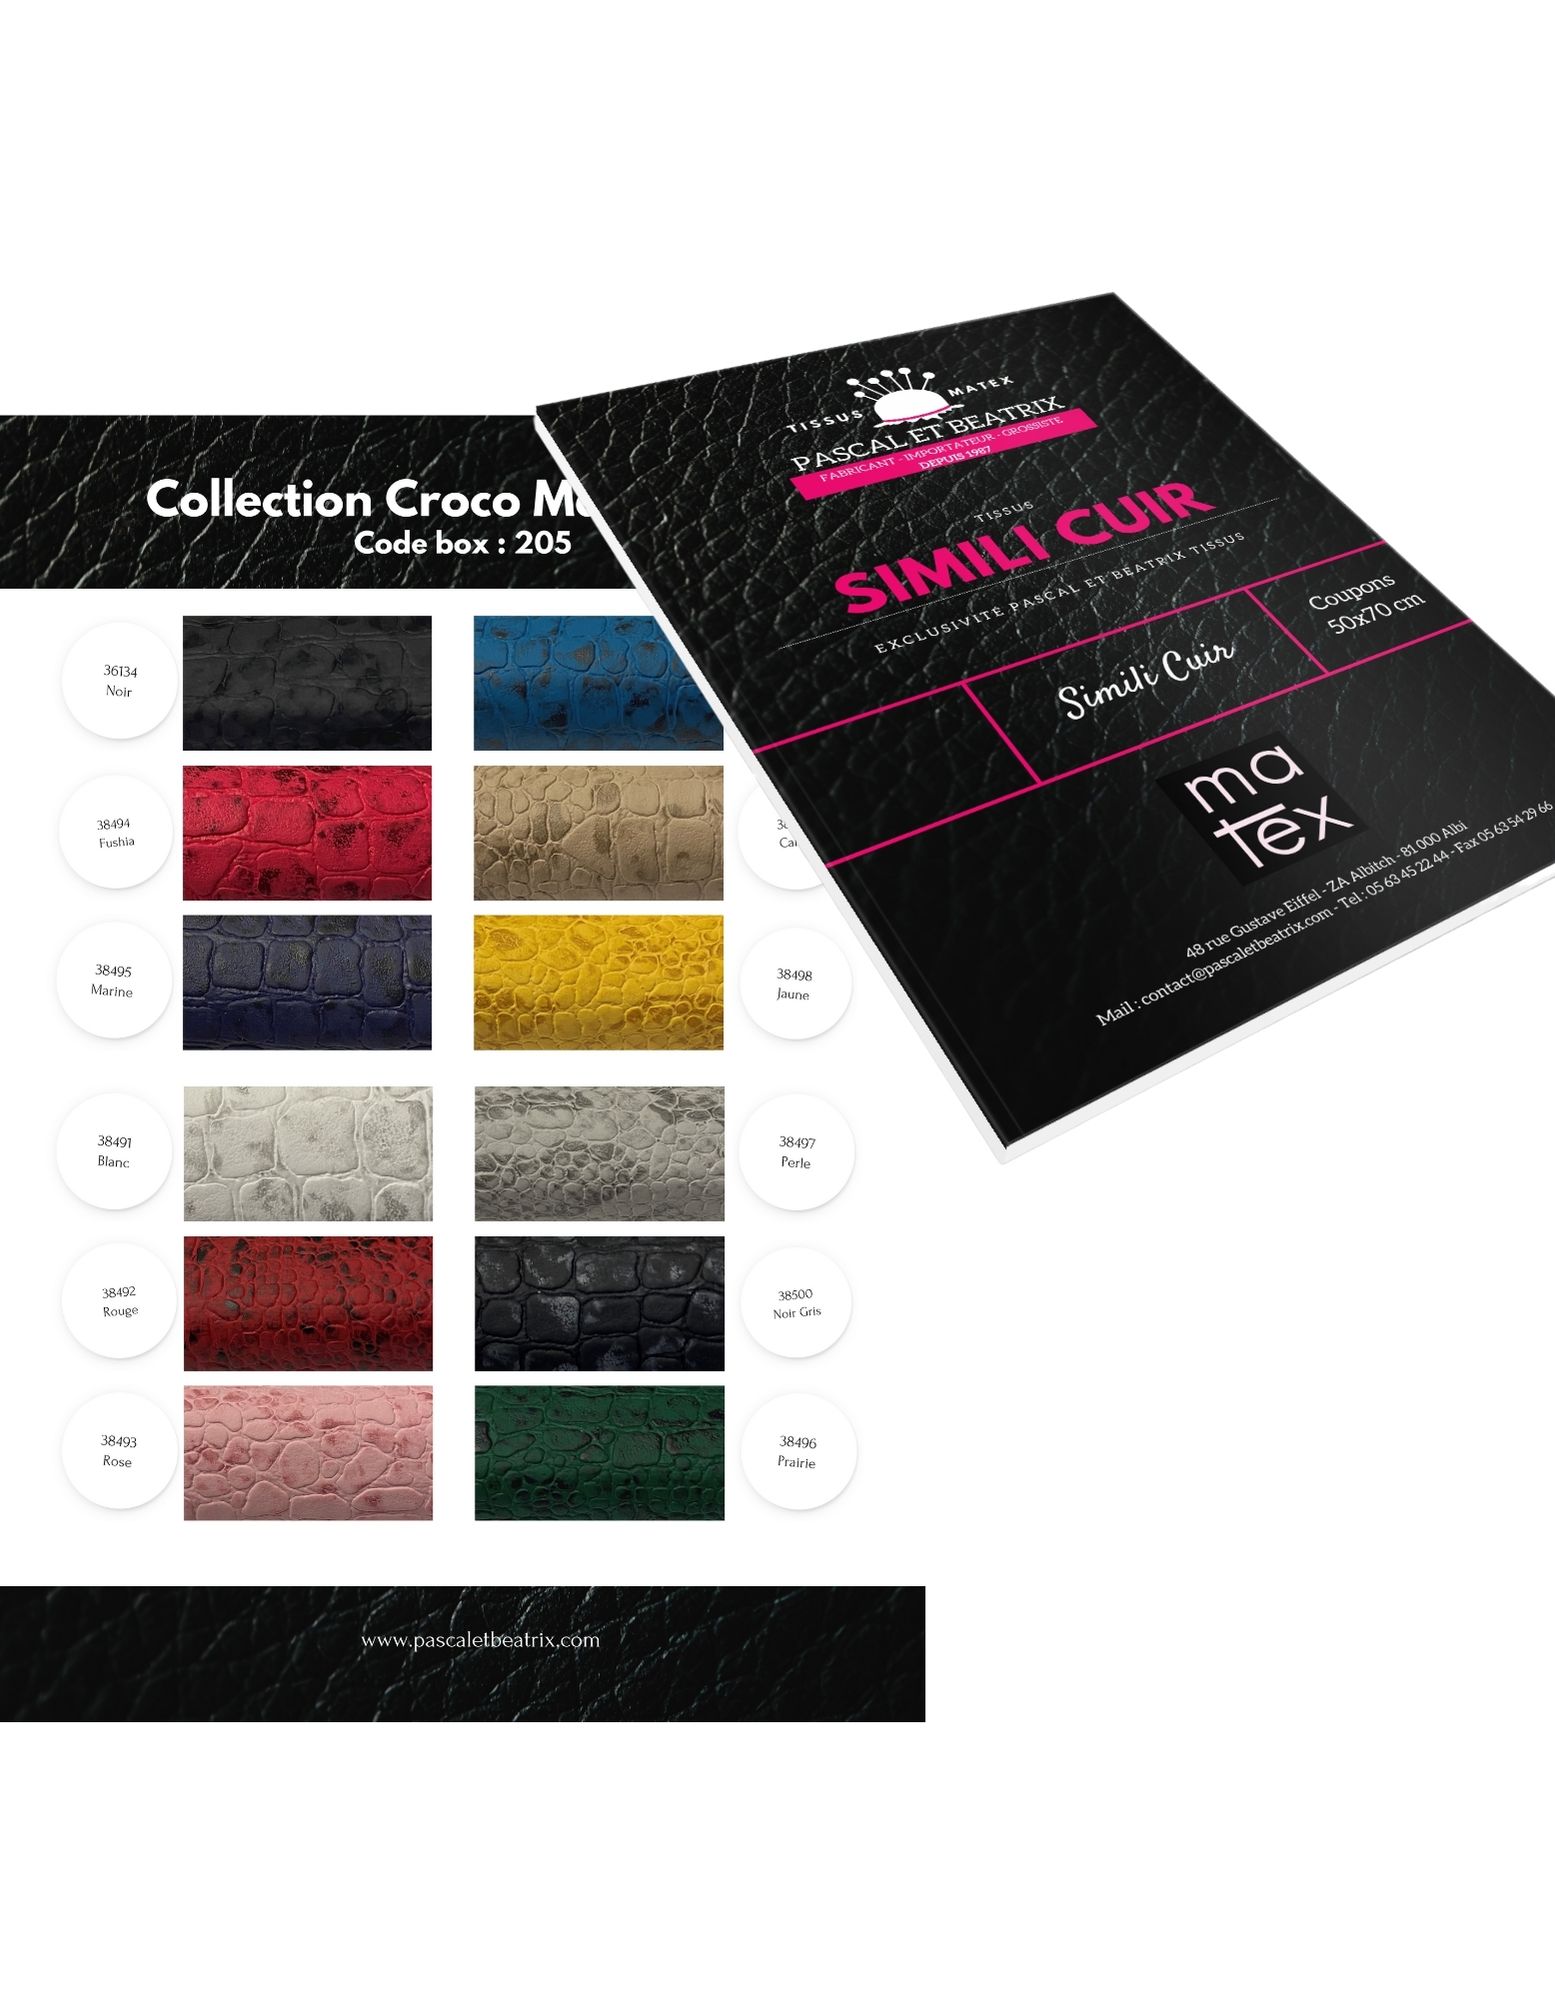 Collection Croco
Code box : 205
36134
Noir
38494
Fushia
38495
Marine
38498
Jaune
38491
Blanc
38497
Perle
38492
Rouge
38500
Noir Gris
38493
Rose
38496
Prairie
www.pascaletbeatrix.com
TISSUS MATEX
PASCAL ET BEATRIX
FABRICANT - IMPORTATEUR - GROSSISTE
DEPUIS 1987
TISSUS
SIMILI CUIR
EXCLUSIVITÉ PASCAL ET BEATRIX TISSUS
Simili Cuir
Coupons
50x70 cm
ma
tex
48 rue Gustave Eiffel - ZA Albitch - 81 000 Albi
Mail : contact@pascaletbeatrix.com - Tel : 05 63 45 22 44 - Fax 05 63 54 29 66